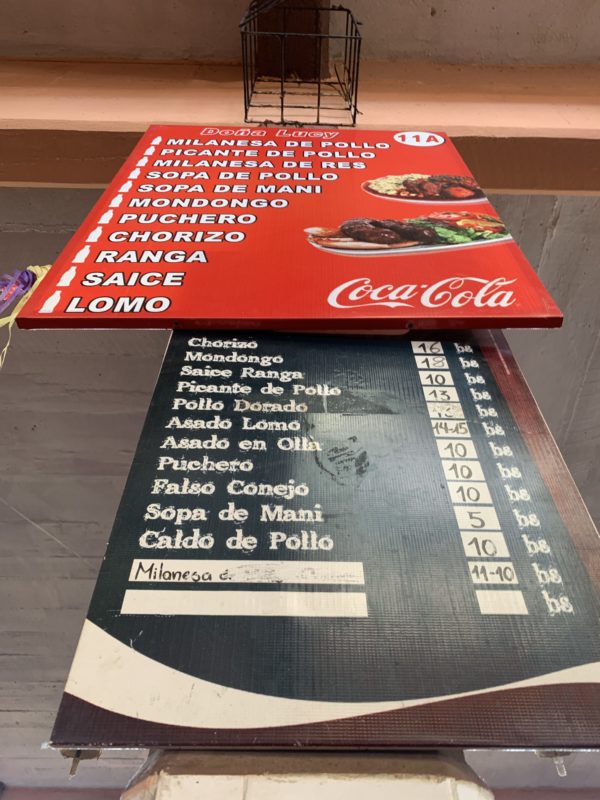 Doña Lucy
11A
MILANESA DE POLLO
PICANTE DE POLLO
MILANESA DE RES
SOPA DE POLLO
SOPA DE MANI
MONDONGO
PUCHERO
CHORIZO
RANGA
SAICE
LOMO
Coca-Cola
Chorizo 16 bs
Mondongo 18 bs
Saice Ranga 10 bs
Picante de Pollo 13 bs
Pollo Dorado bs
Asado Lomo 14-15 bs
Asado en Olla 10 bs
Puchero 10 bs
Falso Conejo 10 bs
Sopa de Mani 5 bs
Caldo de Pollo 10 bs
Milanesa 11-10 bs
bs